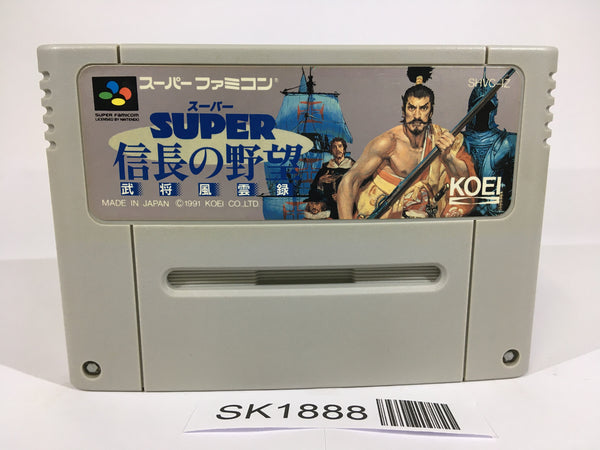 スーパーファミコン®
SUPER FAMICOM
LICENSED BY NINTENDO
SHVC-IZ
スーパー
SUPER
信長の野望
武将風雲録
KOEI
MADE IN JAPAN ©1991 KOEI CO.,LTD
SK1888